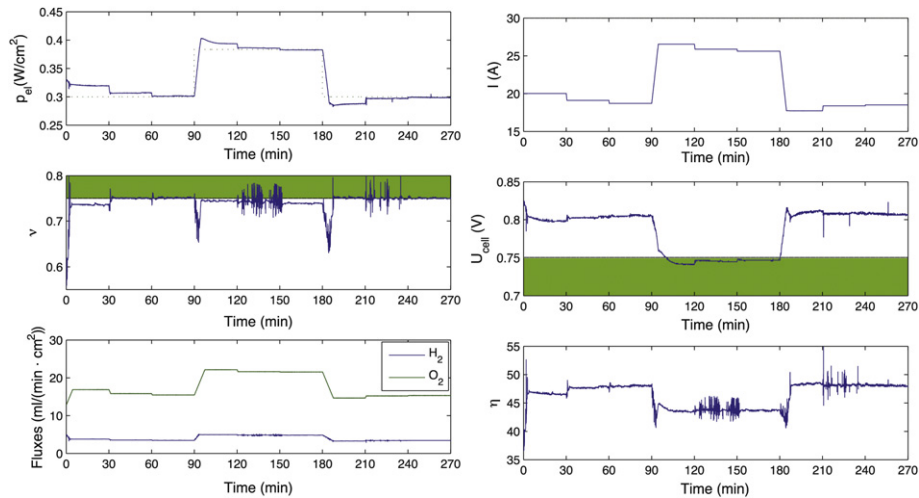 p_el (W/cm²)
0.45
0.4
0.35
0.3
0.25
0 30 60 90 120 150 180 210 240 270
Time (min)
I (A)
30
25
20
15
0 30 60 90 120 150 180 210 240 270
Time (min)
ν
0.8
0.7
0.6
0 30 60 90 120 150 180 210 240 270
Time (min)
U_cell (V)
0.85
0.8
0.75
0.7
0 30 60 90 120 150 180 210 240 270
Time (min)
Fluxes (ml/(min · cm²))
30
20
10
0
H₂
O₂
0 30 60 90 120 150 180 210 240 270
Time (min)
η
55
50
45
40
35
0 30 60 90 120 150 180 210 240 270
Time (min)